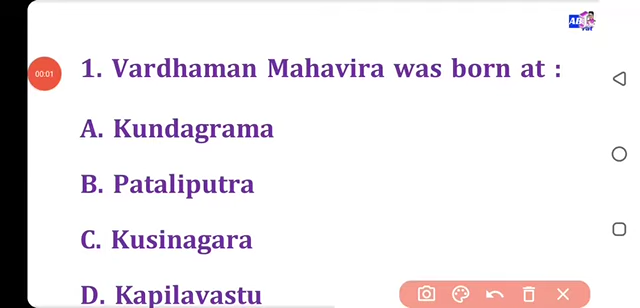 00:01
1. Vardhaman Mahavira was born at :
A. Kundagrama
B. Pataliputra
C. Kusinagara
D. Kapilavastu